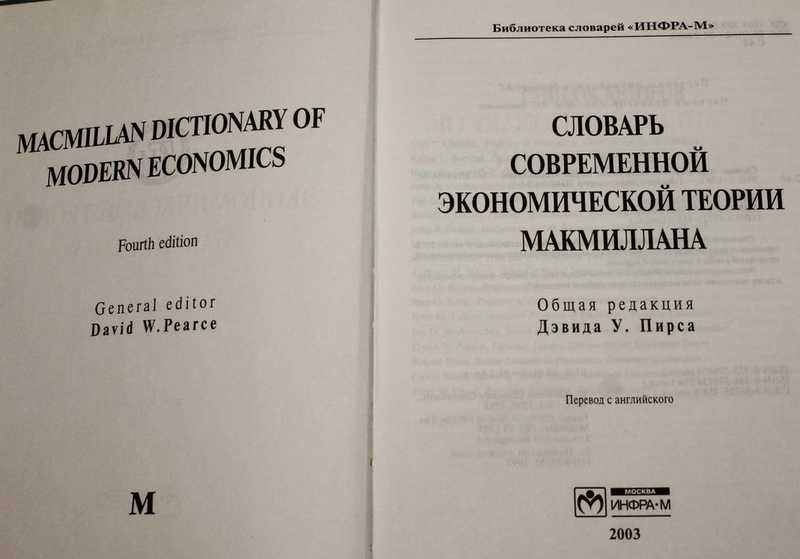 MACMILLAN DICTIONARY OF
MODERN ECONOMICS
Fourth edition
General editor
David W. Pearce
M
Библиотека словарей «ИНФРА-М»
СЛОВАРЬ
СОВРЕМЕННОЙ
ЭКОНОМИЧЕСКОЙ ТЕОРИИ
МАКМИЛЛАНА
Общая редакция
Дэвида У. Пирса
Перевод с английского
МОСКВА
ИНФРА•М
2003